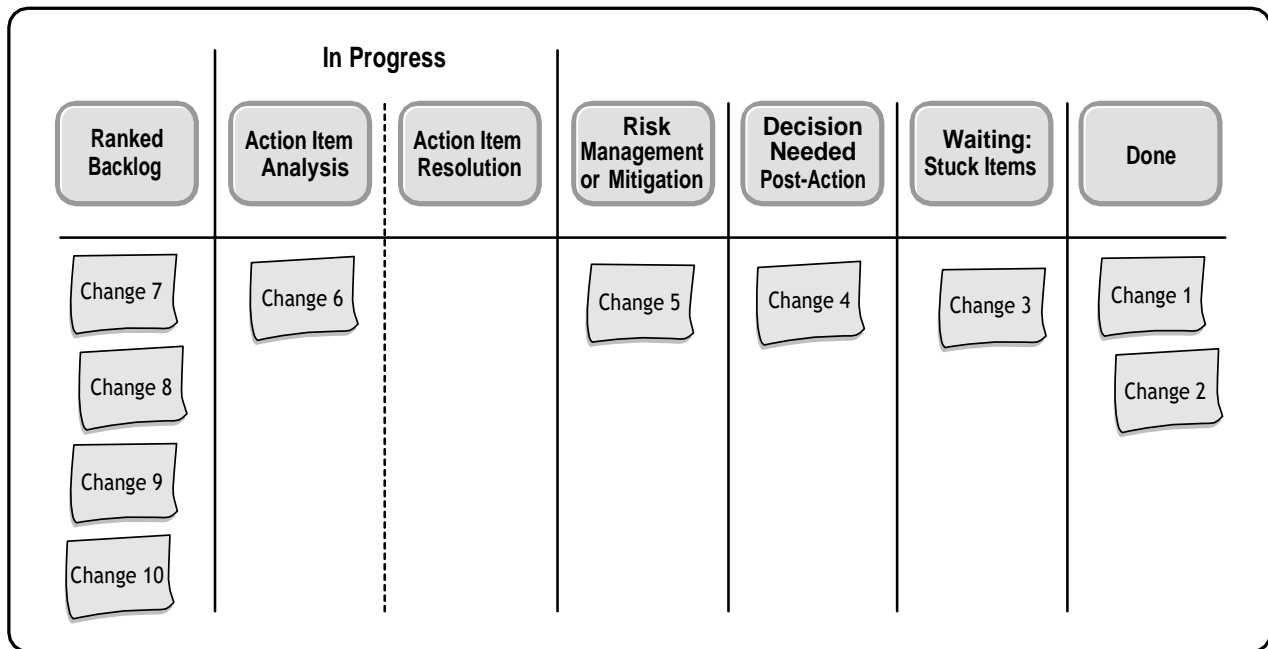 In Progress
Ranked
Backlog
Action Item
Analysis
Action Item
Resolution
Risk
Management
or Mitigation
Decision
Needed
Post-Action
Waiting:
Stuck Items
Done
Change 7
Change 8
Change 9
Change 10
Change 6
Change 5
Change 4
Change 3
Change 1
Change 2